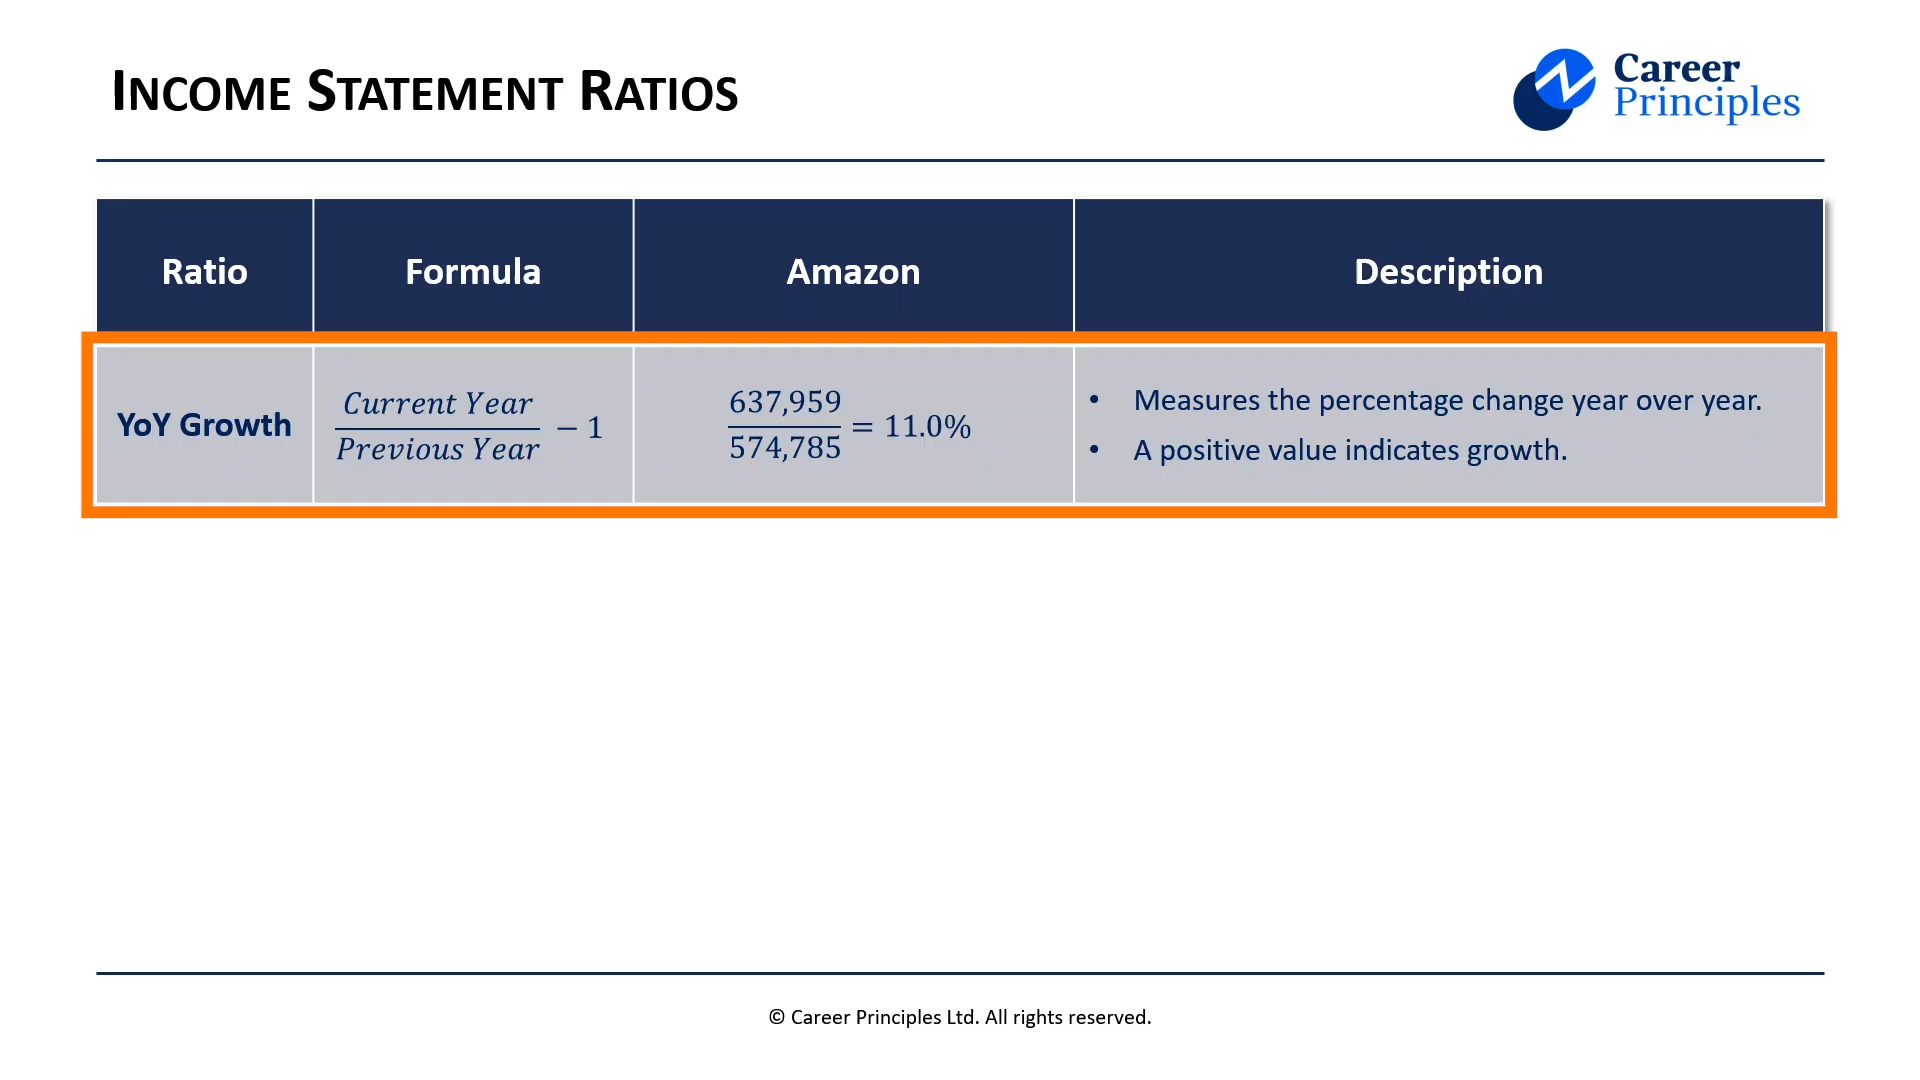 INCOME STATEMENT RATIOS
Career
Principles
Ratio Formula Amazon Description
YoY Growth
Current Year
Previous Year
− 1
637,959
574,785
= 11.0%
• Measures the percentage change year over year.
• A positive value indicates growth.
© Career Principles Ltd. All rights reserved.